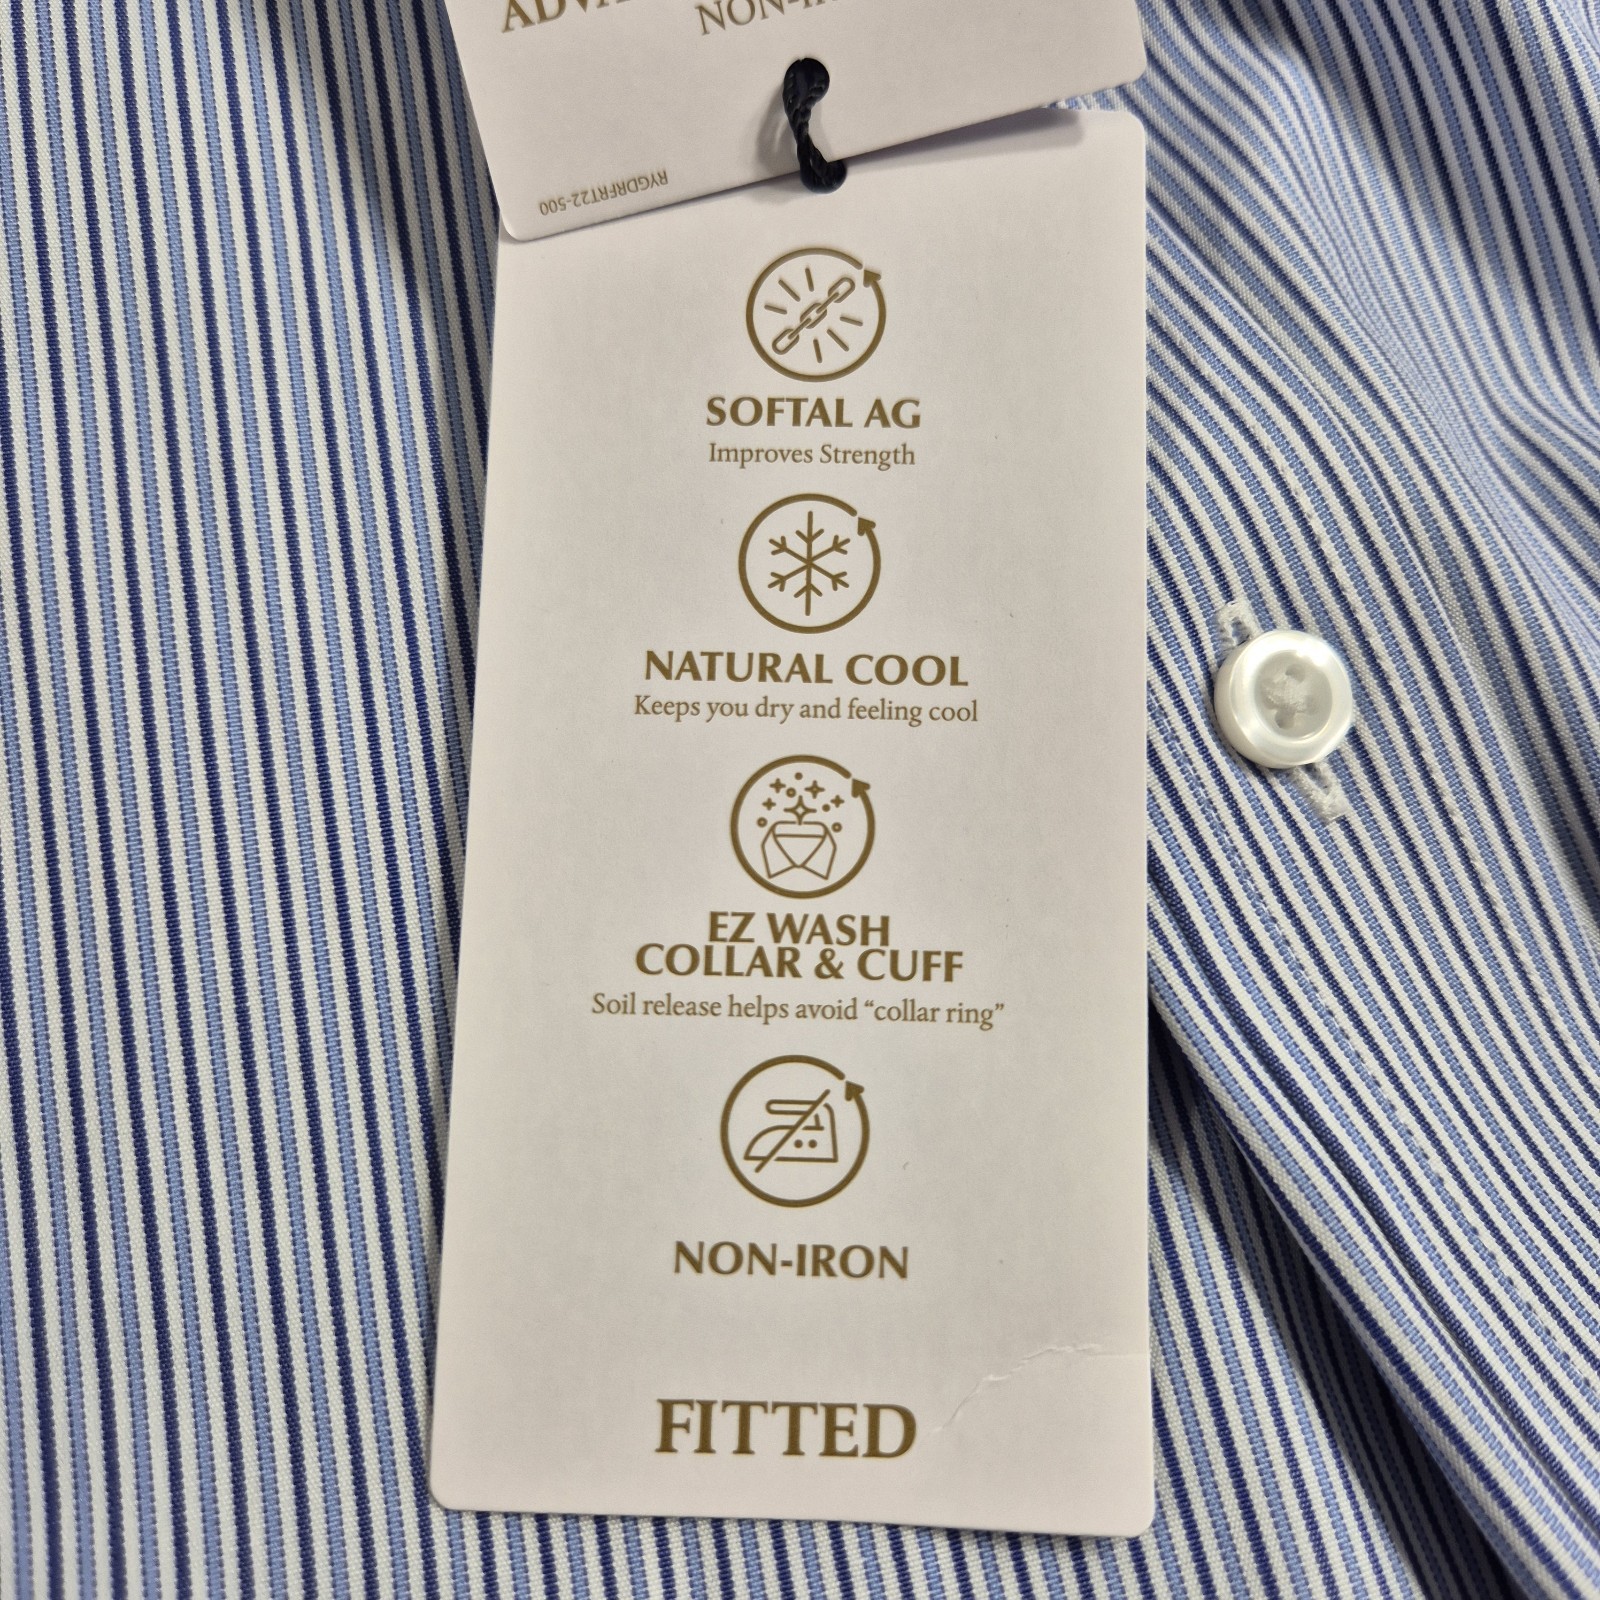 NON-
RYGDRFRT22-500
SOFTAL AG
Improves Strength
NATURAL COOL
Keeps you dry and feeling cool
EZ WASH
COLLAR & CUFF
Soil release helps avoid “collar ring”
NON-IRON
FITTED